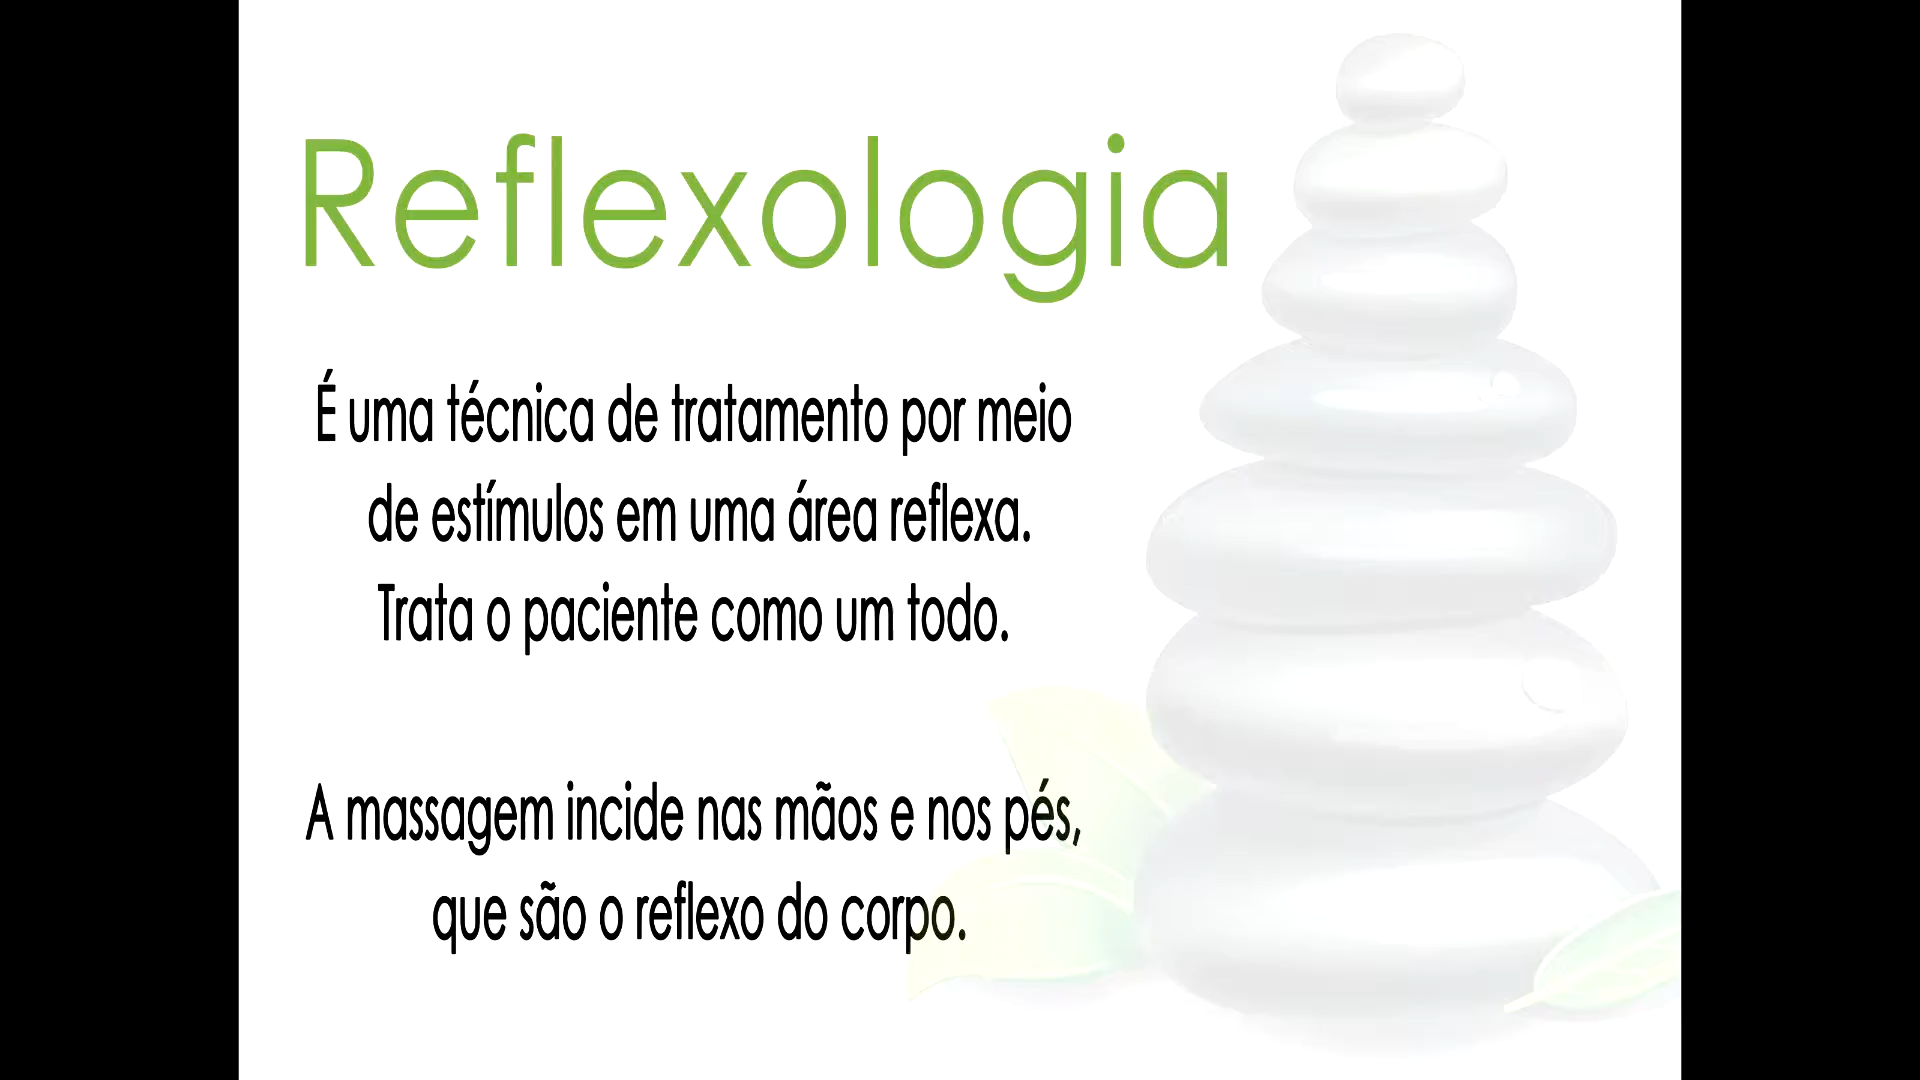 Reflexologia
É uma técnica de tratamento por meio
de estímulos em uma área reflexa.
Trata o paciente como um todo.
A massagem incide nas mãos e nos pés,
que são o reflexo do corpo.